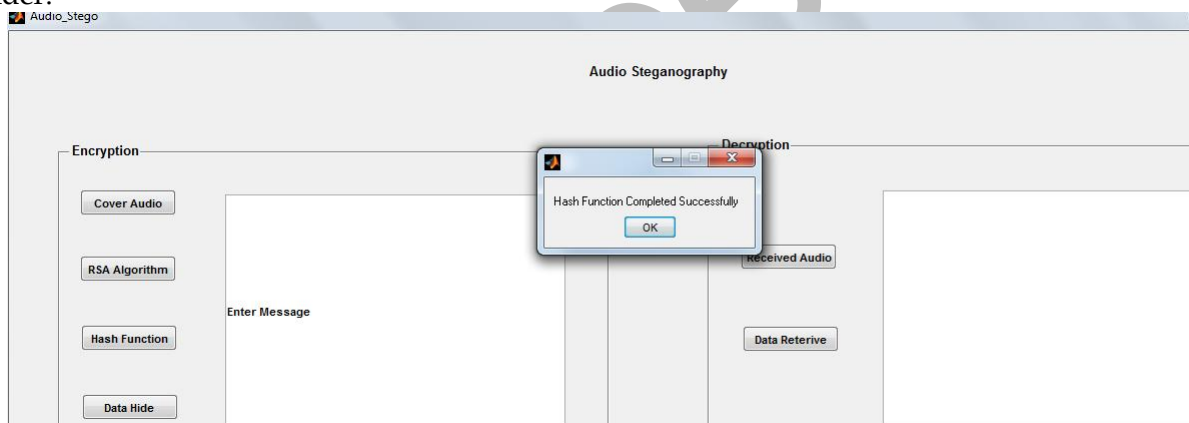 Audio_Stego
Audio Steganography
Encryption
Decryption
Hash Function Completed Successfully
OK
Cover Audio
RSA Algorithm
Enter Message
Hash Function
Data Hide
Received Audio
Data Reterive